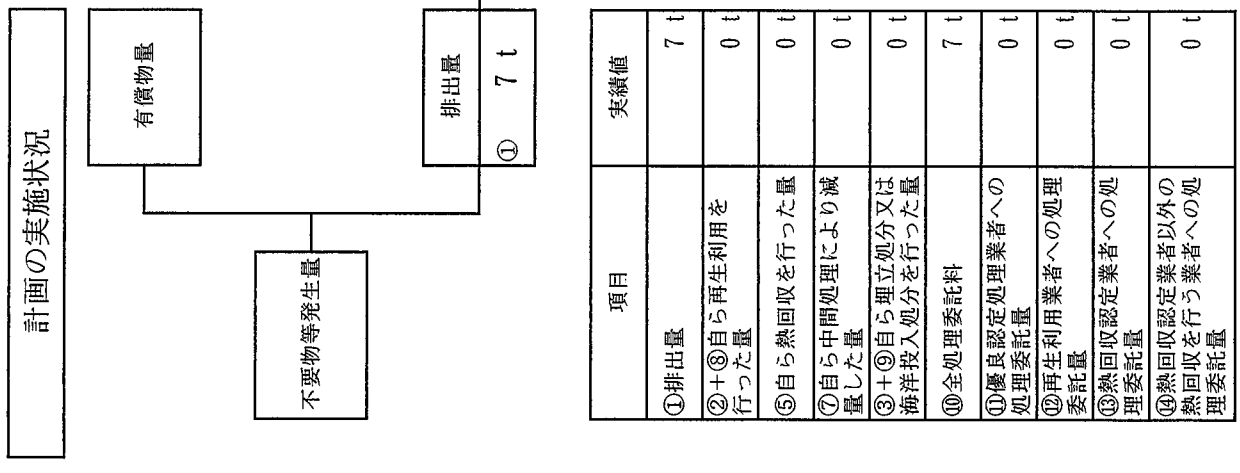 計画の実施状況
有償物量
不要物等発生量
排出量
① 7 t
項目 実績値
①排出量 7 t
②+⑧自ら再生利用を
行った量 0 t
⑤自ら熱回収を行った量 0 t
⑦自ら中間処理により減
量した量 0 t
③+⑨自ら埋立処分又は
海洋投入処分を行った量 0 t
⑩全処理委託料 7 t
⑪優良認定処理業者への
処理委託量 0 t
⑫再生利用業者への処理
委託量 0 t
⑬熱回収認定業者への処
理委託量 0 t
⑭熱回収認定業者以外の
熱回収を行う業者への処
理委託量 0 t